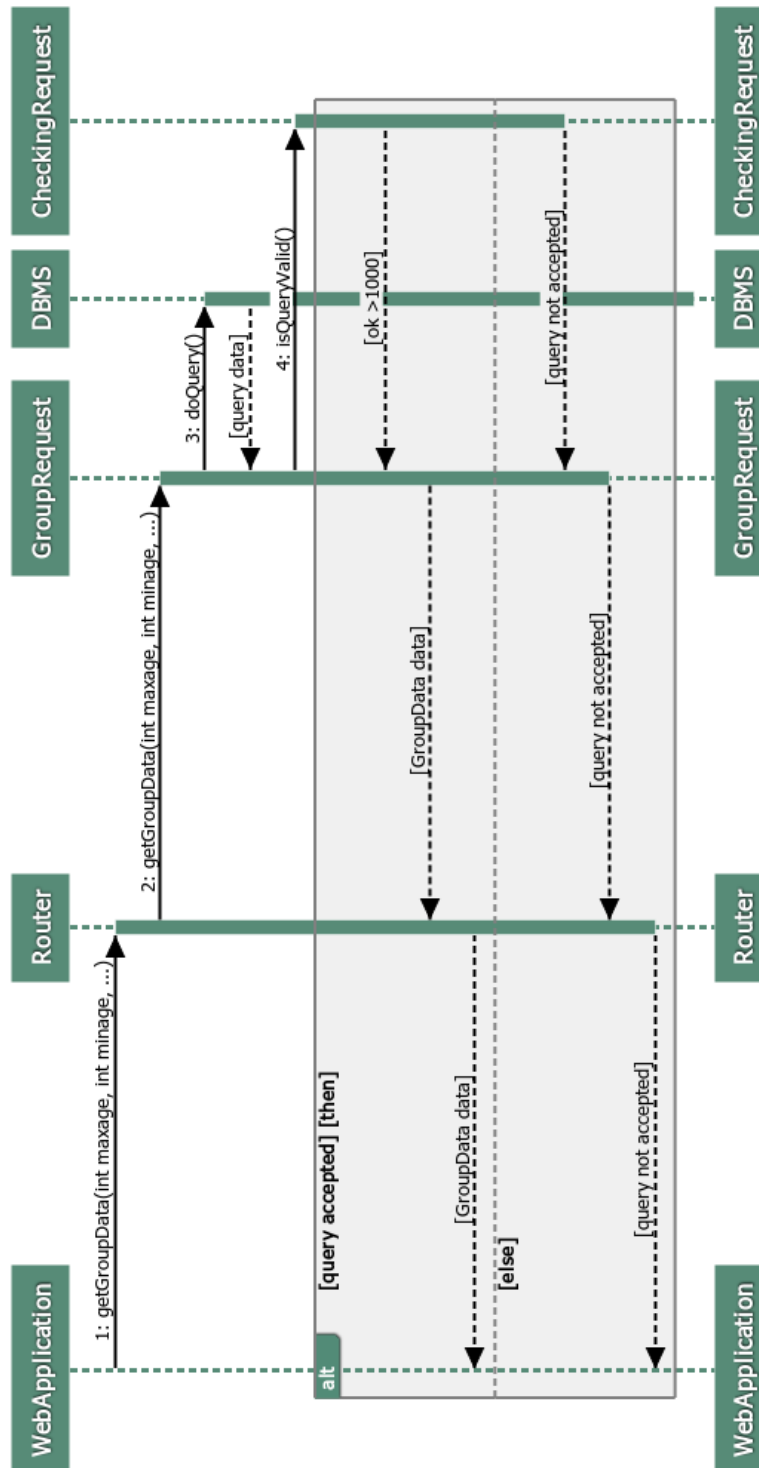 WebApplication
Router
GroupRequest
DBMS
CheckingRequest
1: getGroupData(int maxage, int minage, ...)
2: getGroupData(int maxage, int minage, ...)
3: doQuery()
[query data]
4: isQueryValid()
alt
[query accepted] [then]
[ok >1000]
[GroupData data]
[GroupData data]
[else]
[query not accepted]
[query not accepted]
[query not accepted]
WebApplication
Router
GroupRequest
DBMS
CheckingRequest